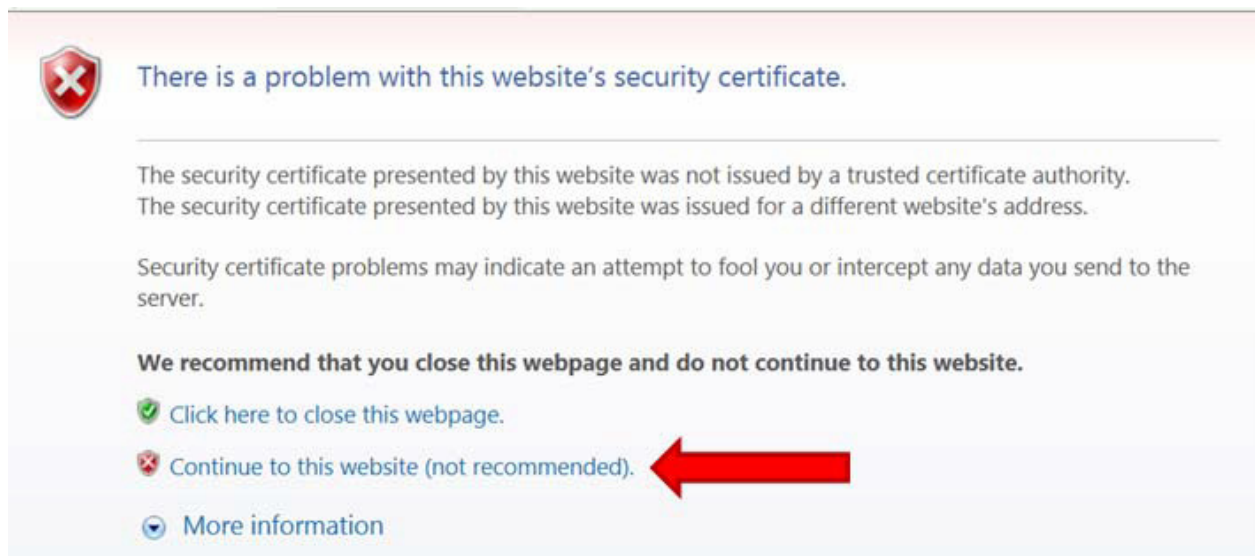 There is a problem with this website's security certificate.
The security certificate presented by this website was not issued by a trusted certificate authority.
The security certificate presented by this website was issued for a different website's address.
Security certificate problems may indicate an attempt to fool you or intercept any data you send to the
server.
We recommend that you close this webpage and do not continue to this website.
Click here to close this webpage.
Continue to this website (not recommended).
More information